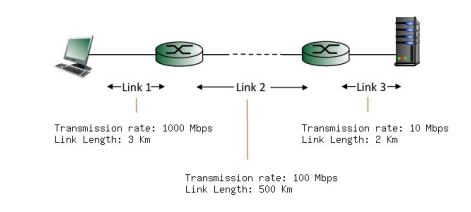 Link 1
Link 2
Link 3
Transmission rate: 1000 Mbps
Link Length: 3 Km
Transmission rate: 10 Mbps
Link Length: 2 Km
Transmission rate: 100 Mbps
Link Length: 500 Km